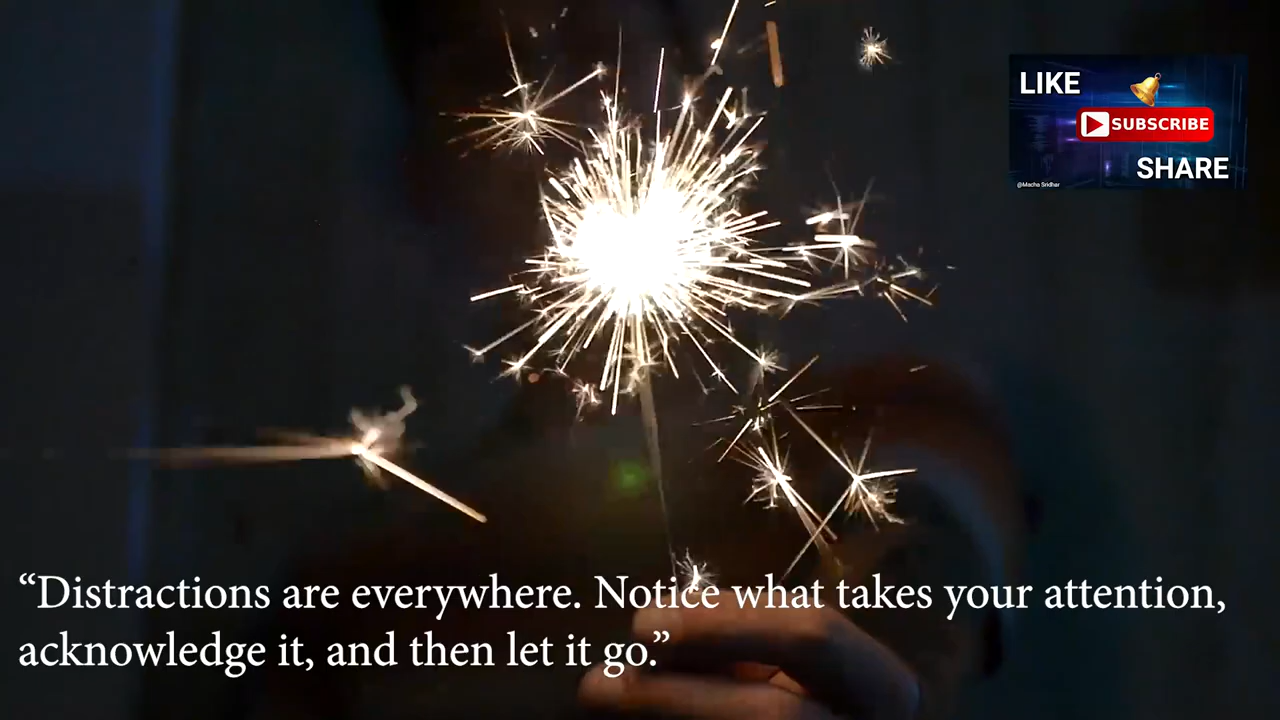 LIKE
SUBSCRIBE
SHARE
@Macha Sridhar
“Distractions are everywhere. Notice what takes your attention,
acknowledge it, and then let it go.”